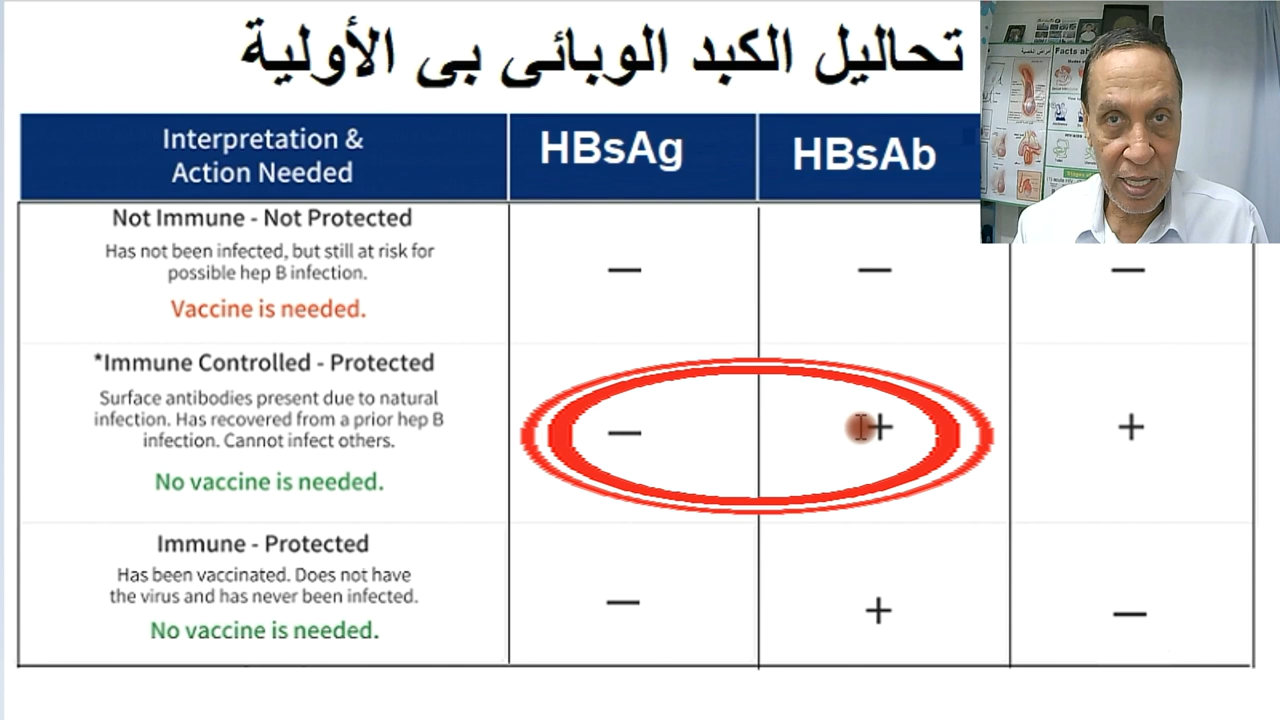 تحاليل الكبد الوبائى بى الأولية
Interpretation &
Action Needed
HBsAg
HBsAb
Not Immune - Not Protected
Has not been infected, but still at risk for
possible hep B infection.
Vaccine is needed.
— — —
*Immune Controlled - Protected
Surface antibodies present due to natural
infection. Has recovered from a prior hep B
infection. Cannot infect others.
No vaccine is needed.
— + +
Immune - Protected
Has been vaccinated. Does not have
the virus and has never been infected.
No vaccine is needed.
— + —
Facts ab